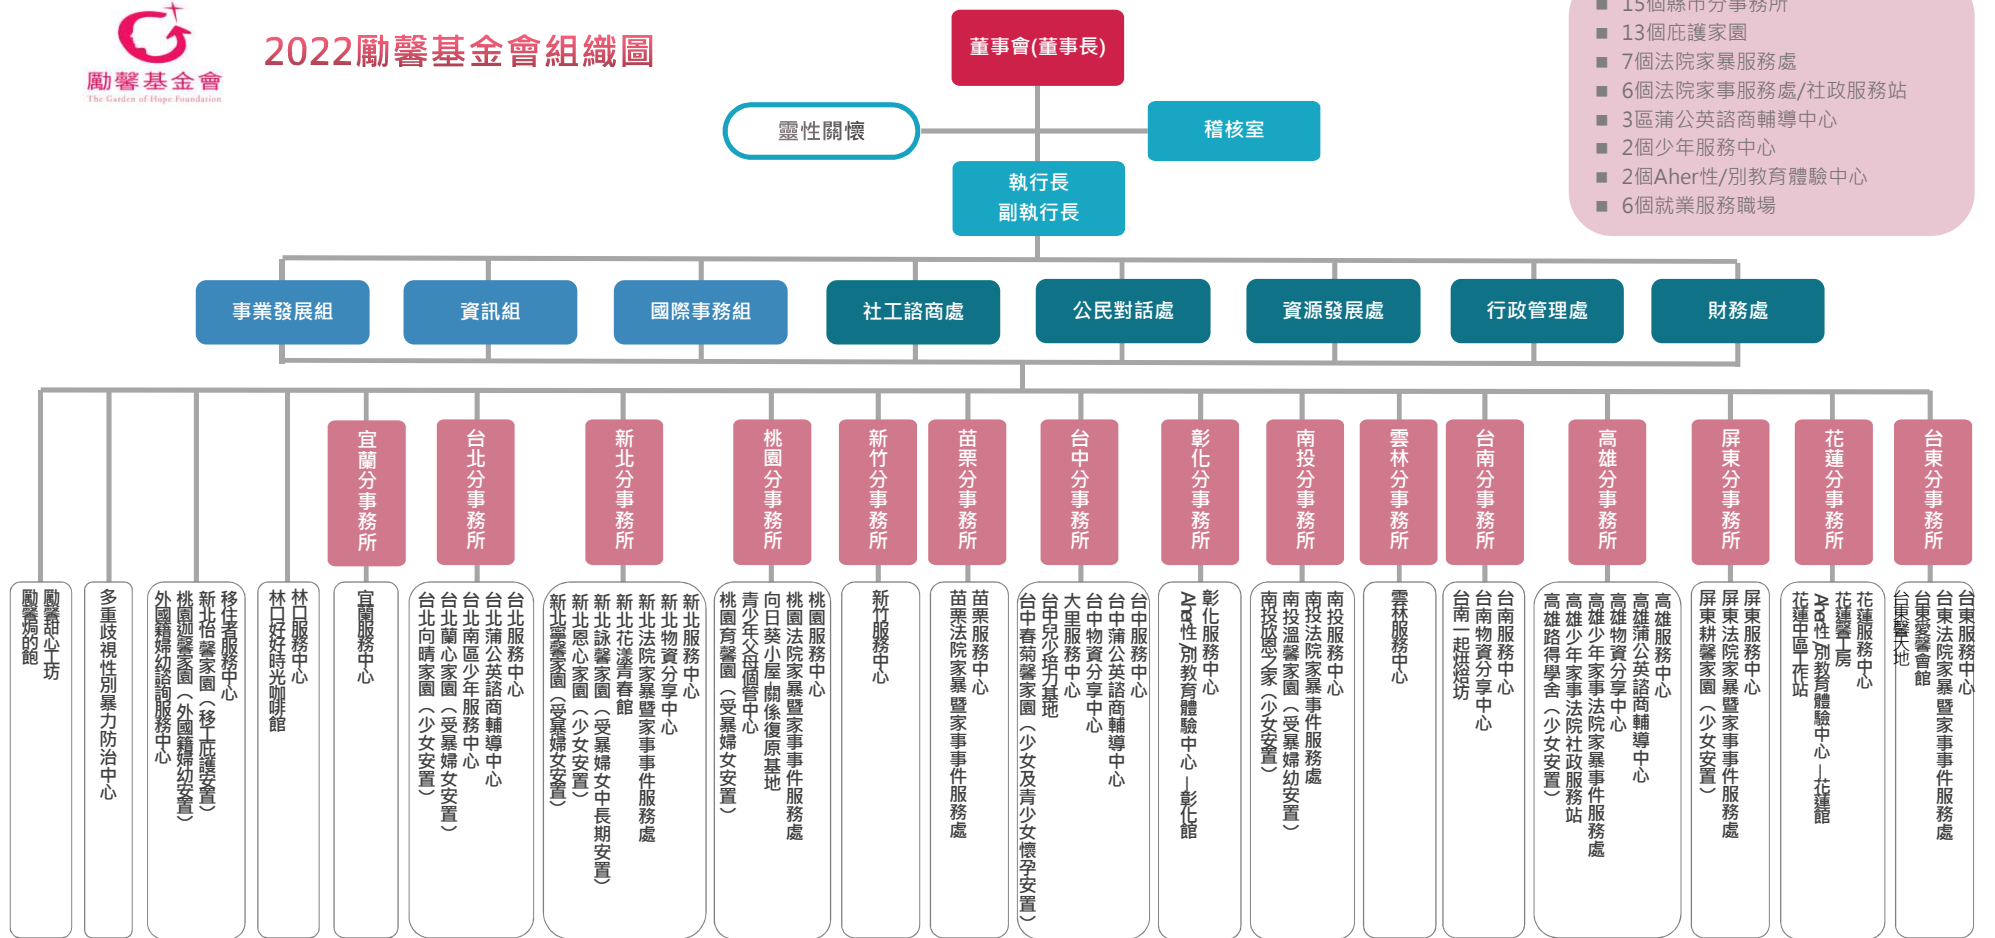 勵馨基金會
The Garden of Hope Foundation
2022勵馨基金會組織圖
董事會(董事長)
靈性關懷
稽核室
執行長
副執行長
15個縣市分事務所
13個庇護家園
7個法院家暴服務處
6個法院家事服務處/社政服務站
3區蒲公英諮商輔導中心
2個少年服務中心
2個Aher性/別教育體驗中心
6個就業服務職場
事業發展組
資訊組
國際事務組
社工諮商處
公民對話處
資源發展處
行政管理處
財務處
宜蘭分事務所
台北分事務所
新北分事務所
桃園分事務所
新竹分事務所
苗栗分事務所
台中分事務所
彰化分事務所
南投分事務所
雲林分事務所
台南分事務所
高雄分事務所
屏東分事務所
花蓮分事務所
台東分事務所
勵馨甜心工坊
勵馨焗的飽
多重歧視性別暴力防治中心
移住者服務中心
新北怡馨家園（移工庇護安置）
桃園迦馨家園（外國籍婦幼安置）
外國籍婦幼諮詢服務中心
林口服務中心
林口好好時光咖啡館
宜蘭服務中心
台北服務中心
台北蒲公英諮商輔導中心
台北南區少年服務中心
台北蘭心家園（受暴婦女安置）
台北向晴家園（少女安置）
新北服務中心
新北物資分享中心
新北法院家暴暨家事事件服務處
新北花漾青春館
新北詠馨家園（受暴婦女中長期安置）
新北恩心家園（少女安置）
新北寧馨家園（受暴婦女安置）
桃園服務中心
桃園法院家暴暨家事事件服務處
向日葵小屋–關係復原基地
青少年父母個管中心
桃園育馨園（受暴婦女安置）
新竹服務中心
苗栗服務中心
苗栗法院家暴暨家事事件服務處
台中服務中心
台中蒲公英諮商輔導中心
台中物資分享中心
大里服務中心
台中兒少培力基地
台中春菊馨家園（少女及青少女懷孕安置）
彰化服務中心
Aher性/別教育體驗中心—彰化館
南投服務中心
南投法院家暴事件服務處
南投溫馨家園（受暴婦幼安置）
南投欣恩之家（少女安置）
雲林服務中心
台南服務中心
台南物資分享中心
台南一起烘焙坊
高雄服務中心
高雄蒲公英諮商輔導中心
高雄物資分享中心
高雄少年家事法院家暴事件服務處
高雄少年家事法院社政服務站
高雄路得學舍（少女安置）
屏東服務中心
屏東法院家暴暨家事事件服務處
屏東耕馨家園（少女安置）
花蓮服務中心
花蓮馨工房
Aher性/別教育體驗中心—花蓮館
花蓮中區工作站
台東服務中心
台東法院家暴暨家事事件服務處
台東愛馨會館
台東馨天地